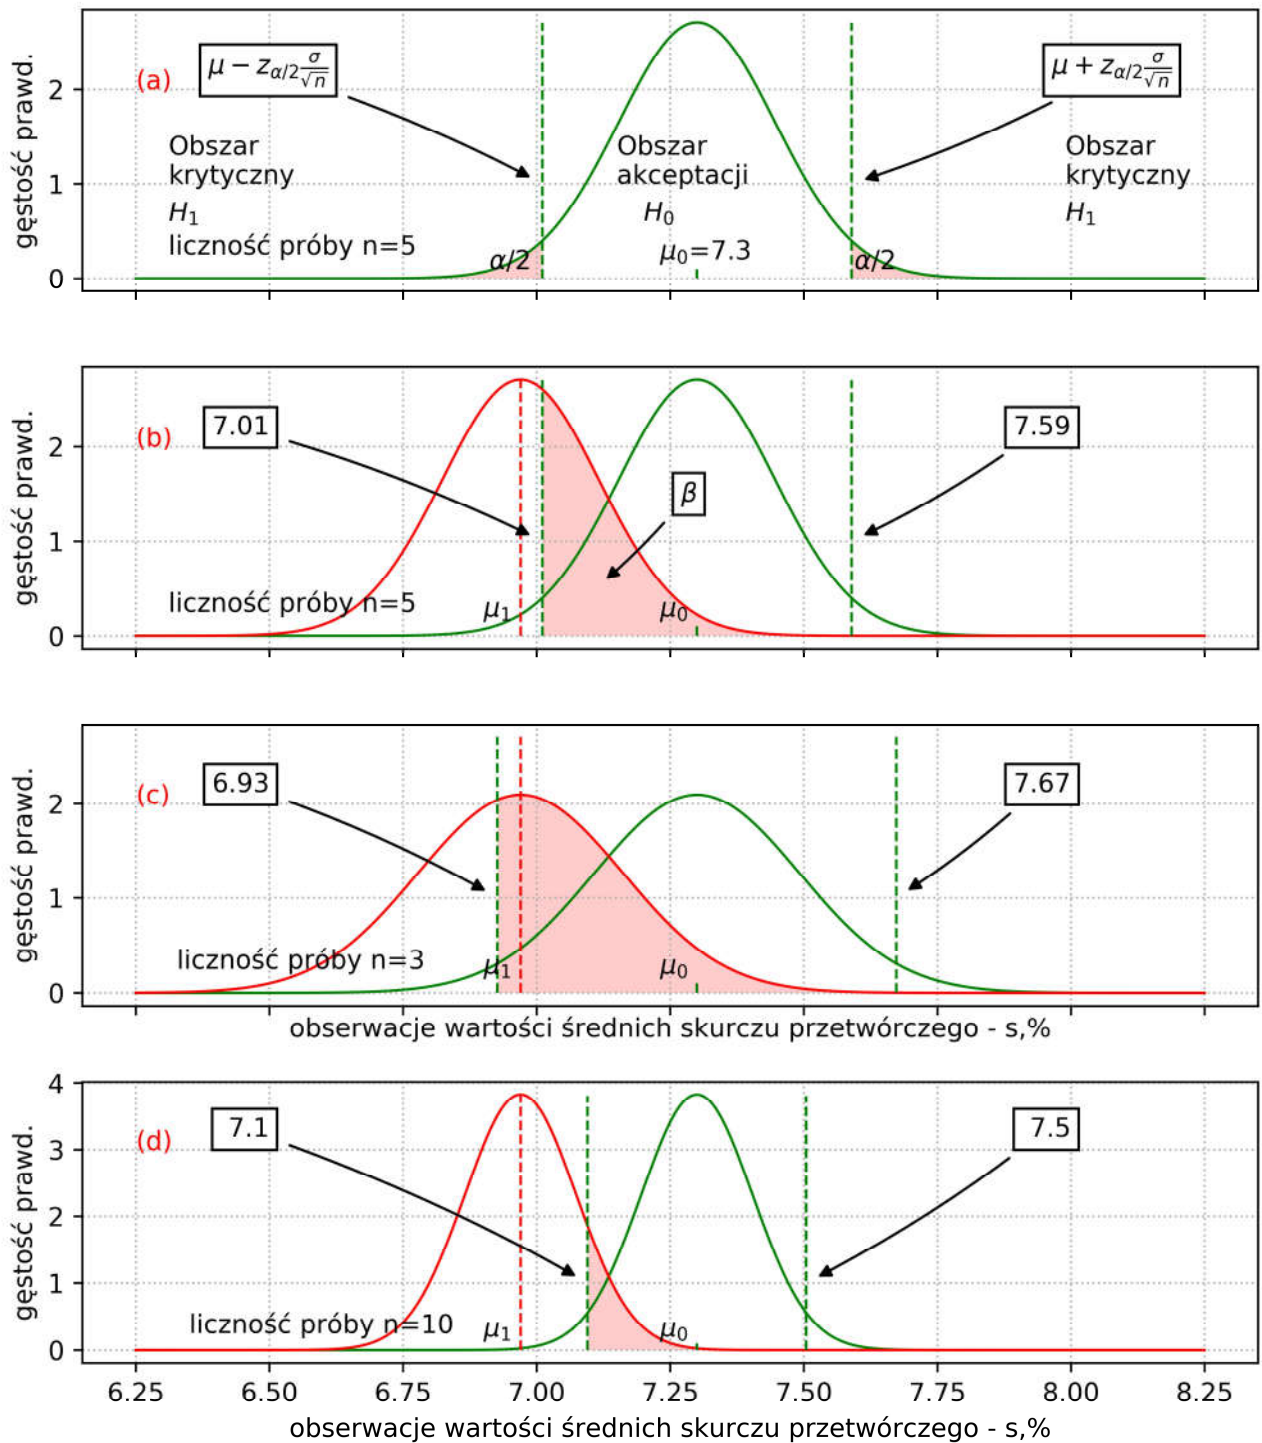 gęstość prawd.
2
1
0
(a)
μ − z_{α/2} σ/√n
μ + z_{α/2} σ/√n
Obszar
krytyczny
H₁
liczność próby n=5
Obszar
akceptacji
H₀
μ₀=7.3
Obszar
krytyczny
H₁
α/2
α/2
gęstość prawd.
2
1
0
(b)
7.01
7.59
β
liczność próby n=5
μ₁
μ₀
gęstość prawd.
2
1
0
(c)
6.93
7.67
liczność próby n=3
μ₁
μ₀
obserwacje wartości średnich skurczu przetwórczego - s,%
gęstość prawd.
4
3
2
1
0
(d)
7.1
7.5
liczność próby n=10
μ₁
μ₀
6.25 6.50 6.75 7.00 7.25 7.50 7.75 8.00 8.25
obserwacje wartości średnich skurczu przetwórczego - s,%